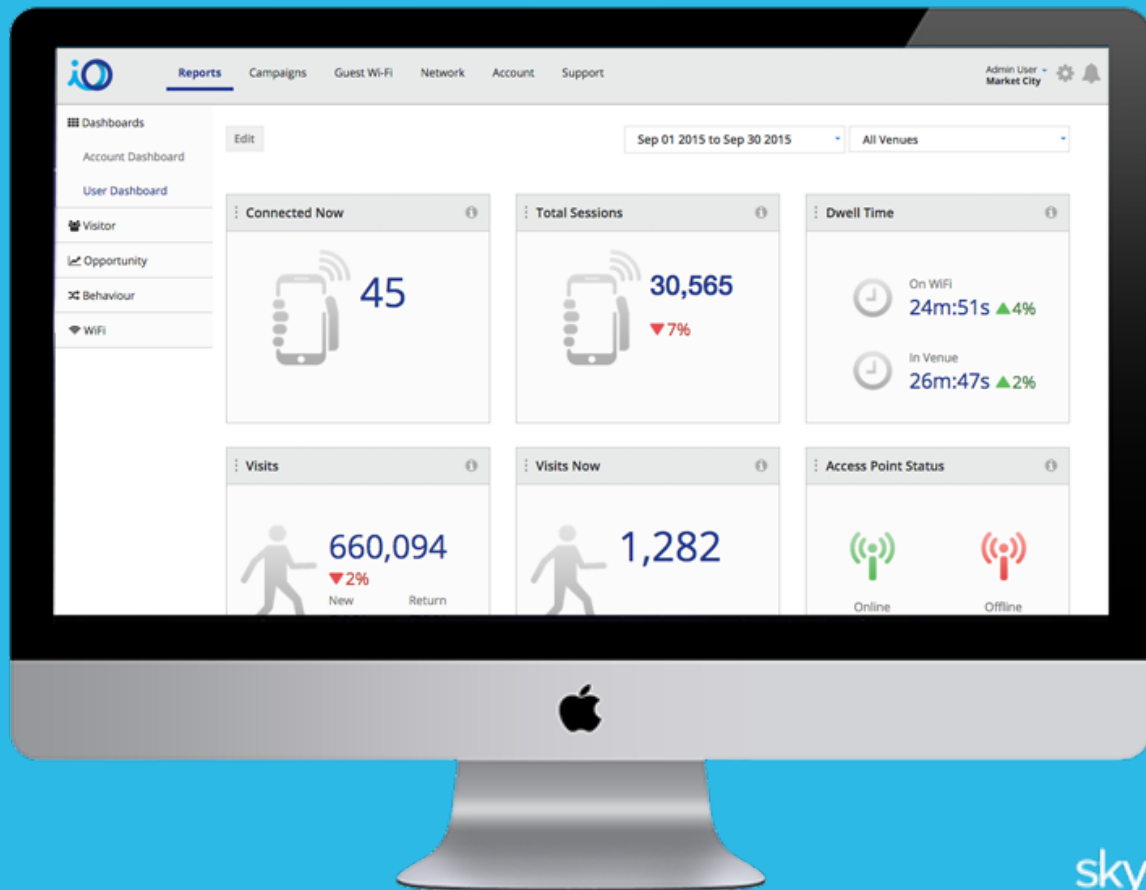 iO
Reports Campaigns Guest Wi-Fi Network Account Support
Admin User
Market City
Dashboards
Account Dashboard
User Dashboard
Visitor
Opportunity
Behaviour
WiFi
Edit
Sep 01 2015 to Sep 30 2015
All Venues
Connected Now
45
Total Sessions
30,565
▼7%
Dwell Time
On WiFi
24m:51s ▲4%
In Venue
26m:47s ▲2%
Visits
660,094
▼2%
New Return
Visits Now
1,282
Access Point Status
Online Offline
sky